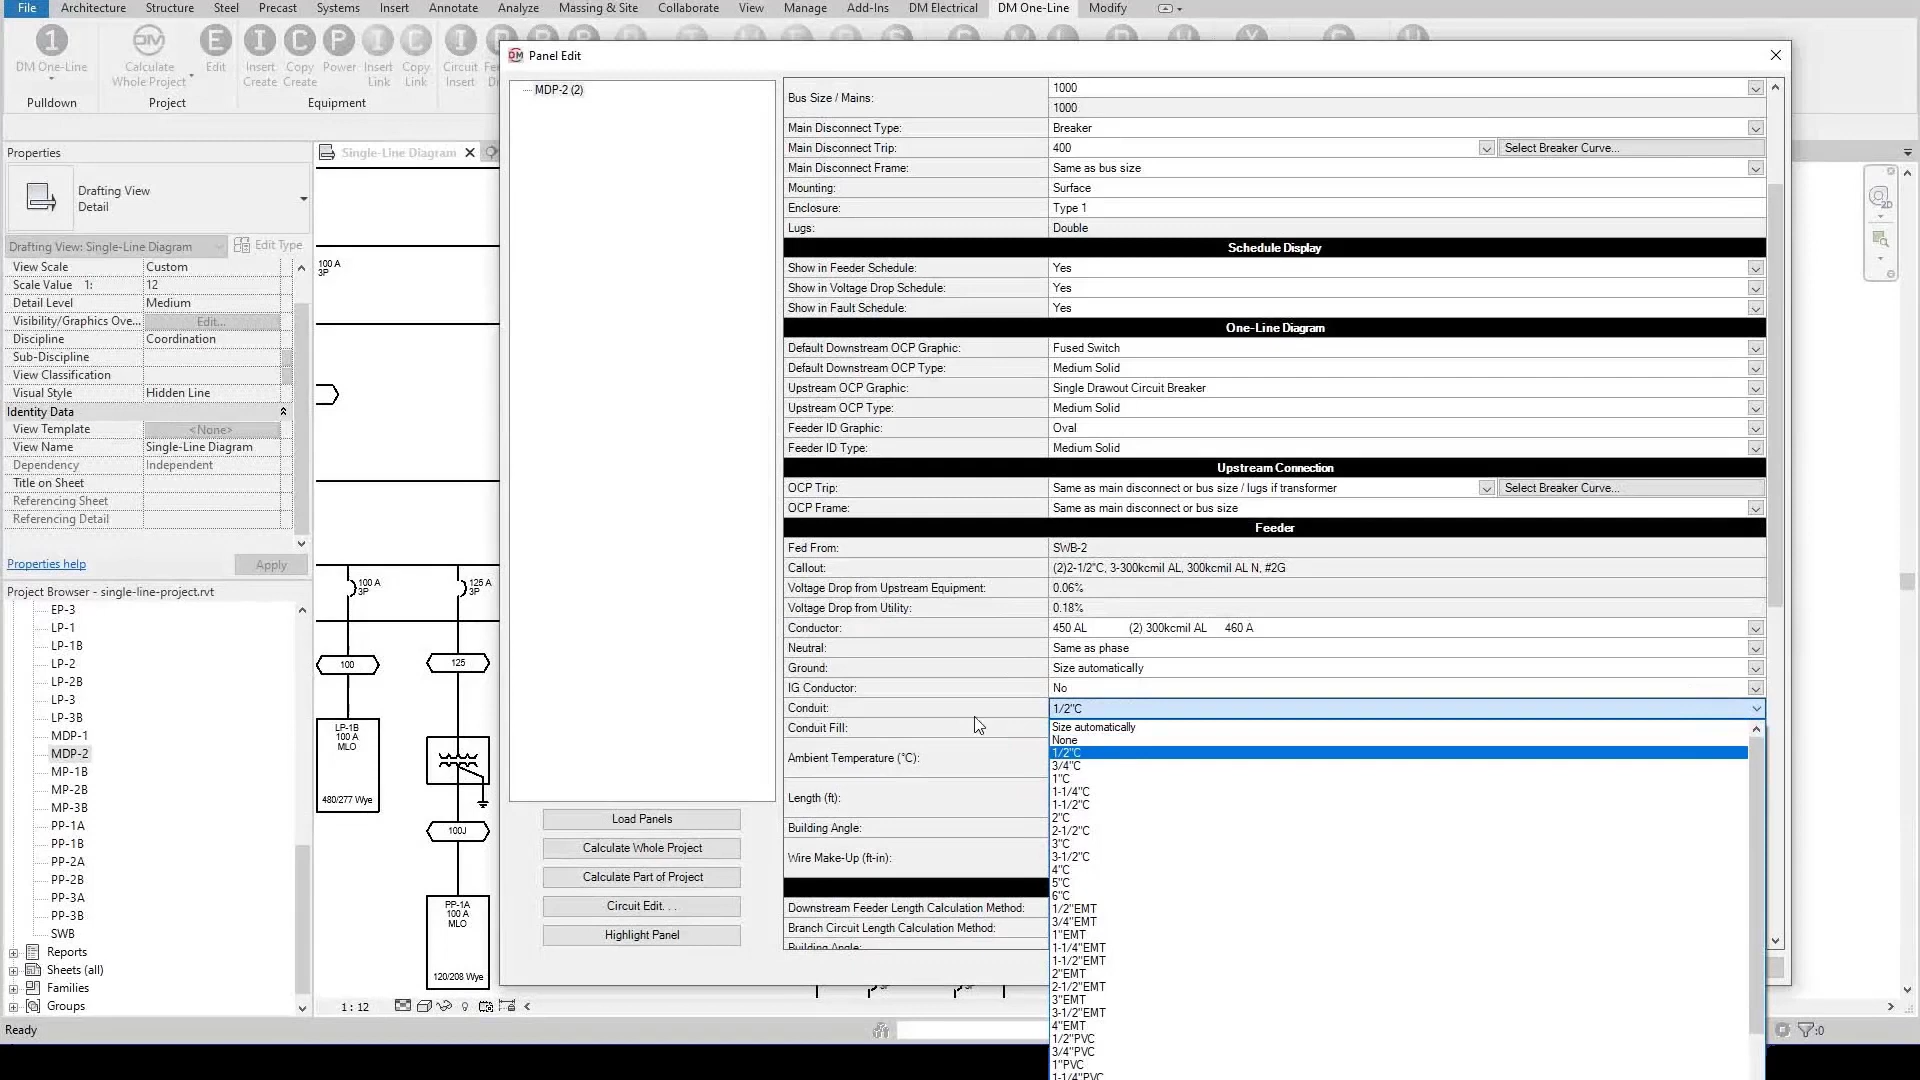 File Architecture Structure Steel Precast Systems Insert Annotate Analyze Massing & Site Collaborate View Manage Add-Ins DM Electrical DM One-Line Modify
DM One-Line
Calculate Whole Project
Edit
Insert Create
Copy Create
Power
Insert Link
Copy Link
Circuit Insert
Pulldown
Project
Equipment
Properties
Drafting View
Detail
Drafting View: Single-Line Diagram
Edit Type
View Scale Custom
Scale Value 1: 12
Detail Level Medium
Visibility/Graphics Ove... Edit...
Discipline Coordination
Sub-Discipline
View Classification
Visual Style Hidden Line
Identity Data
View Template <None>
View Name Single-Line Diagram
Dependency Independent
Title on Sheet
Referencing Sheet
Referencing Detail
Properties help
Apply
Project Browser - single-line-project.rvt
EP-3
LP-1
LP-1B
LP-2
LP-2B
LP-3
LP-3B
MDP-1
MDP-2
MP-1B
MP-2B
MP-3B
PP-1A
PP-1B
PP-2A
PP-2B
PP-3A
PP-3B
SWB
Reports
Sheets (all)
Families
Groups
Ready
Single-Line Diagram
100 A
3P
100 A
3P
125 A
3P
100
125
LP-1B
100 A
MLO
480/277 Wye
100J
PP-1A
100 A
MLO
120/208 Wye
1 : 12
Panel Edit
MDP-2 (2)
Load Panels
Calculate Whole Project
Calculate Part of Project
Circuit Edit. . .
Highlight Panel
Bus Size / Mains: 1000
1000
Main Disconnect Type: Breaker
Main Disconnect Trip: 400 Select Breaker Curve...
Main Disconnect Frame: Same as bus size
Mounting: Surface
Enclosure: Type 1
Lugs: Double
Schedule Display
Show in Feeder Schedule: Yes
Show in Voltage Drop Schedule: Yes
Show in Fault Schedule: Yes
One-Line Diagram
Default Downstream OCP Graphic: Fused Switch
Default Downstream OCP Type: Medium Solid
Upstream OCP Graphic: Single Drawout Circuit Breaker
Upstream OCP Type: Medium Solid
Feeder ID Graphic: Oval
Feeder ID Type: Medium Solid
Upstream Connection
OCP Trip: Same as main disconnect or bus size / lugs if transformer Select Breaker Curve...
OCP Frame: Same as main disconnect or bus size
Feeder
Fed From: SWB-2
Callout: (2)2-1/2"C, 3-300kcmil AL, 300kcmil AL N, #2G
Voltage Drop from Upstream Equipment: 0.06%
Voltage Drop from Utility: 0.18%
Conductor: 450 AL (2) 300kcmil AL 460 A
Neutral: Same as phase
Ground: Size automatically
IG Conductor: No
Conduit: 1/2"C
Conduit Fill:
Ambient Temperature (°C):
Length (ft):
Building Angle:
Wire Make-Up (ft-in):
Downstream Feeder Length Calculation Method:
Branch Circuit Length Calculation Method:
Building Angle:
Size automatically
None
1/2"C
3/4"C
1"C
1-1/4"C
1-1/2"C
2"C
2-1/2"C
3"C
3-1/2"C
4"C
5"C
6"C
1/2"EMT
3/4"EMT
1"EMT
1-1/4"EMT
1-1/2"EMT
2"EMT
2-1/2"EMT
3"EMT
3-1/2"EMT
4"EMT
1/2"PVC
3/4"PVC
1"PVC
1-1/4"PVC
:0